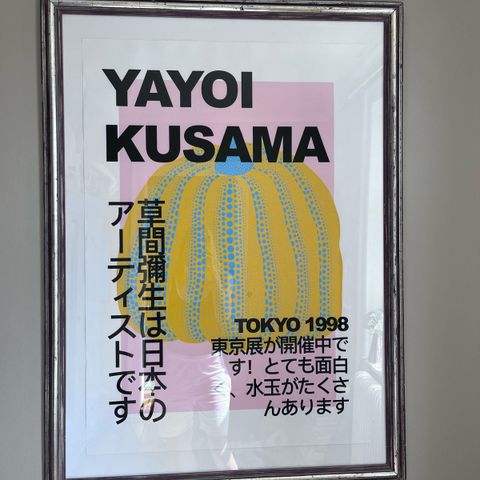 YAYOI
KUSAMA
草間彌生は日本の
アーティストです
TOKYO 1998
東京展が開催中で
す！とても面白
く、水玉がたくさ
んあります